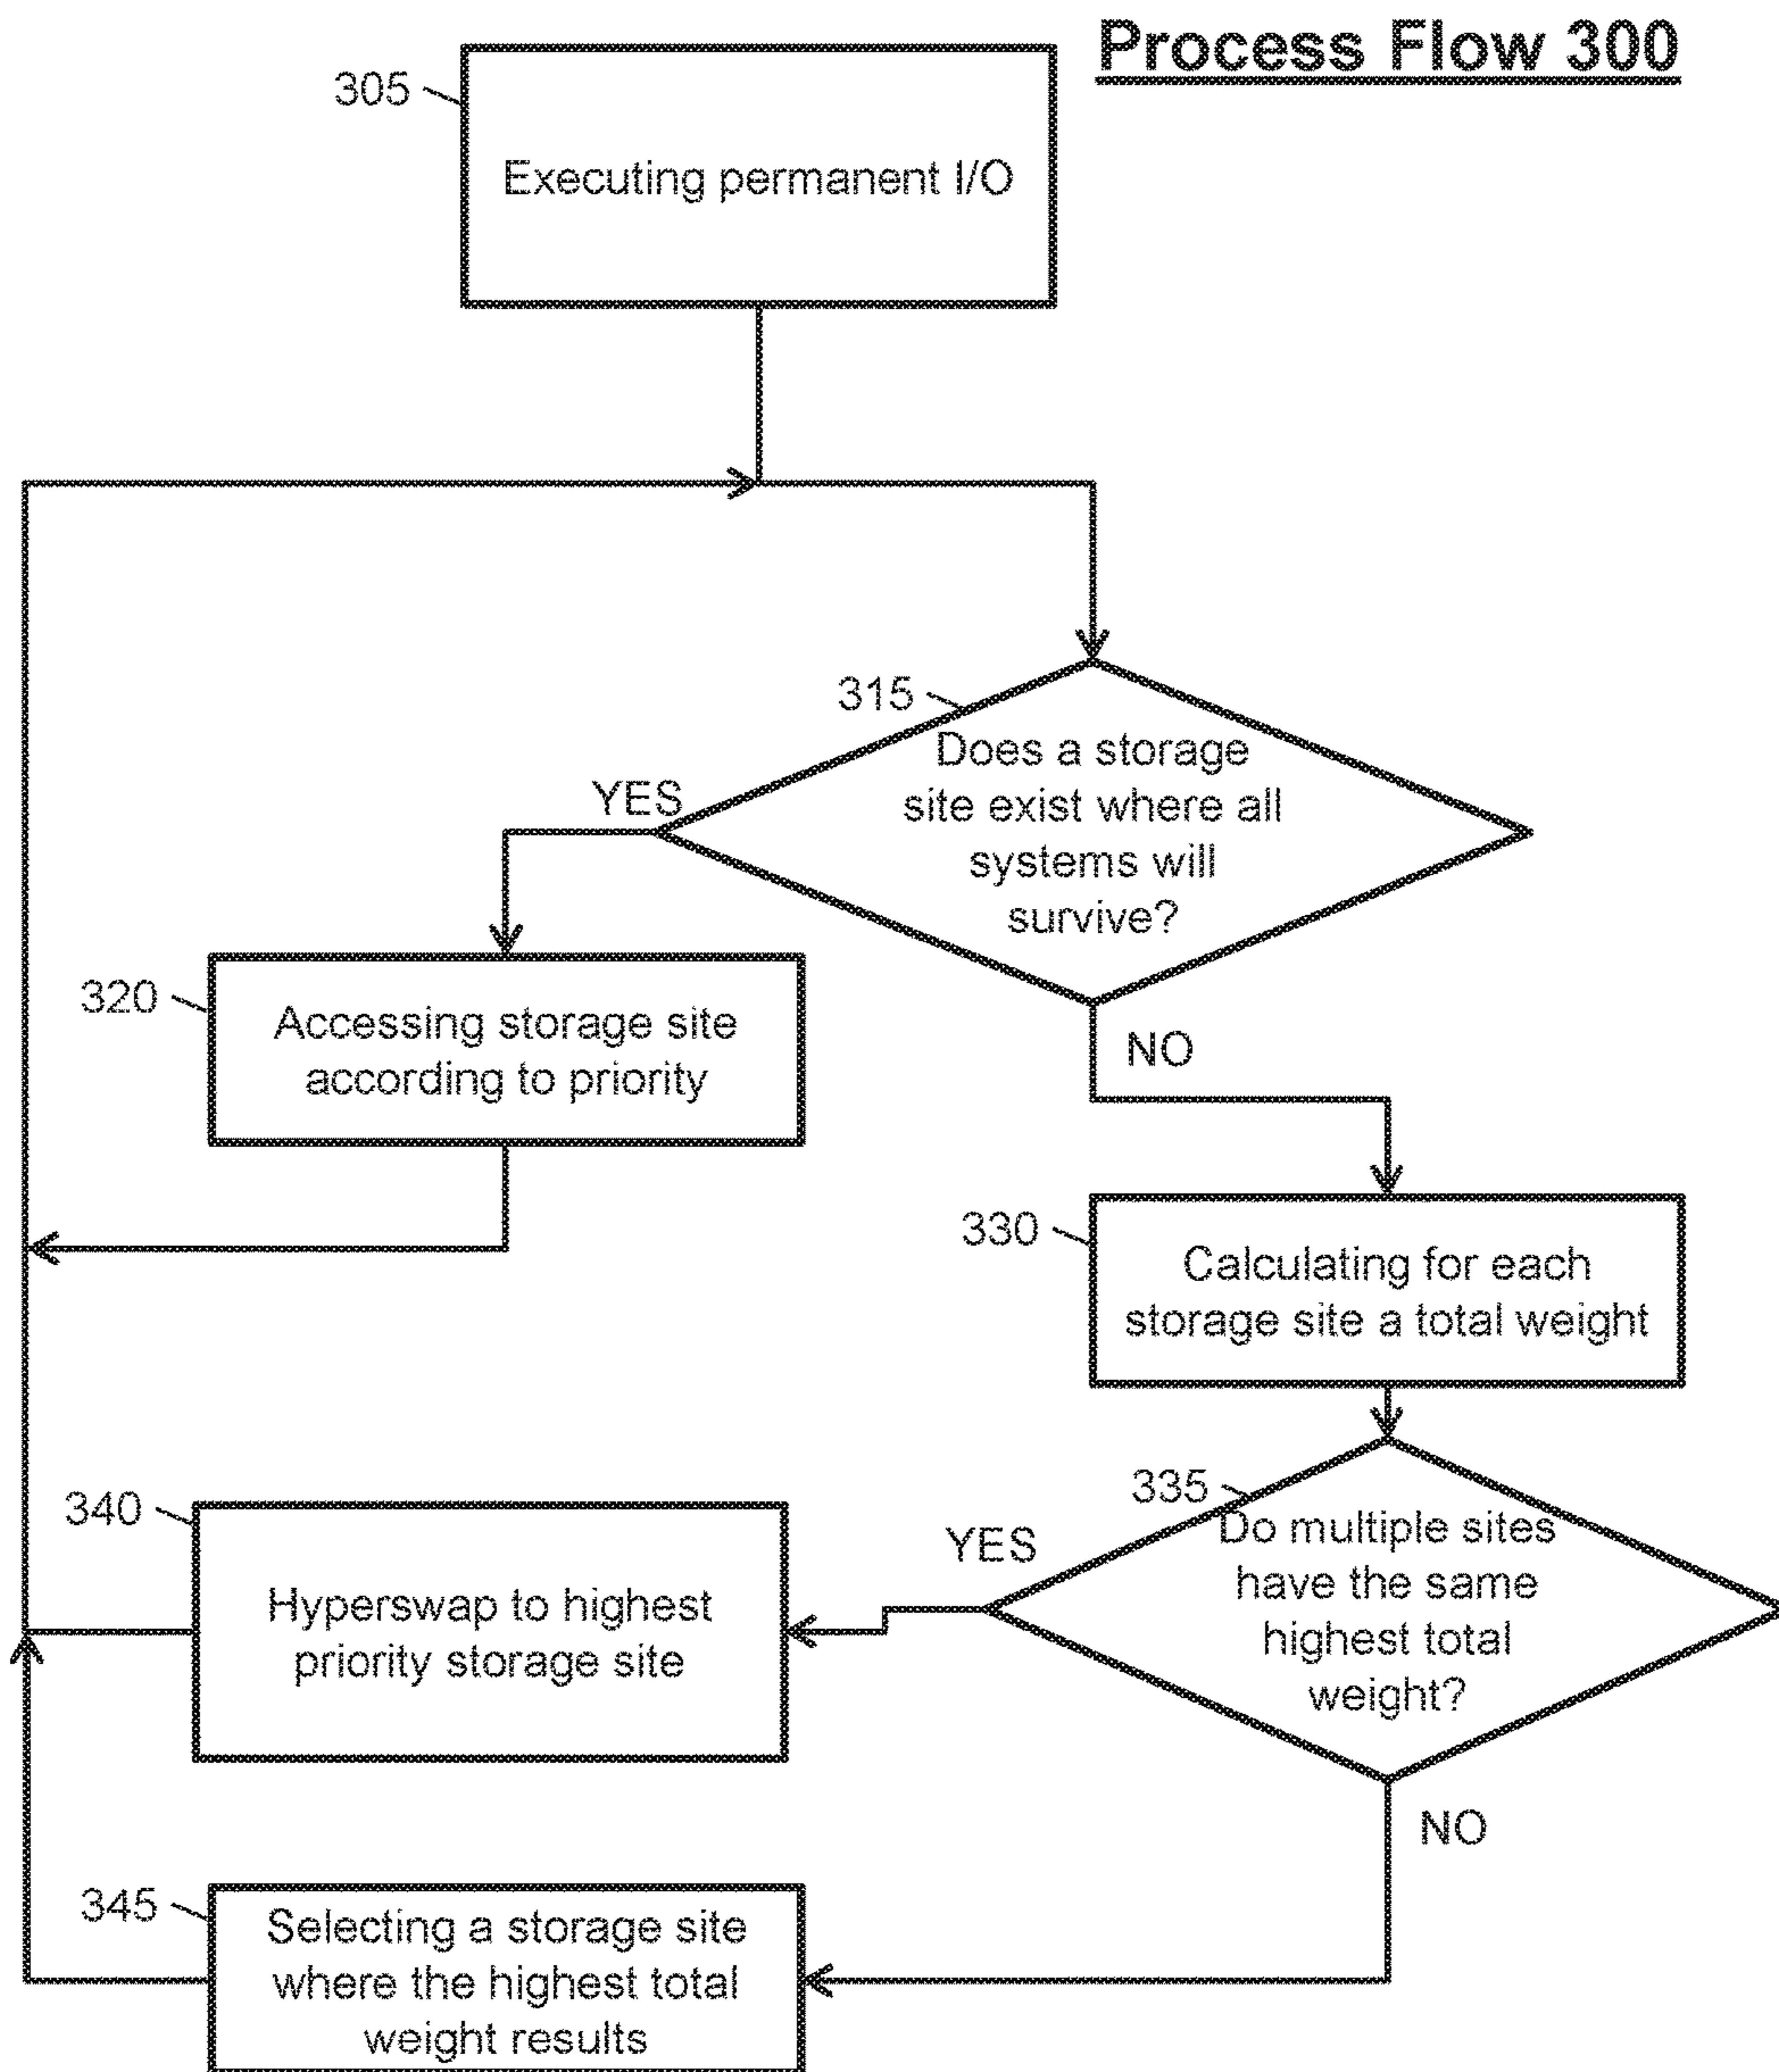 Process Flow 300
305
Executing permanent I/O
315
Does a storage
site exist where all
systems will
survive?
YES
NO
320
Accessing storage site
according to priority
330
Calculating for each
storage site a total weight
335
Do multiple sites
have the same
highest total
weight?
YES
NO
340
Hyperswap to highest
priority storage site
345
Selecting a storage site
where the highest total
weight results